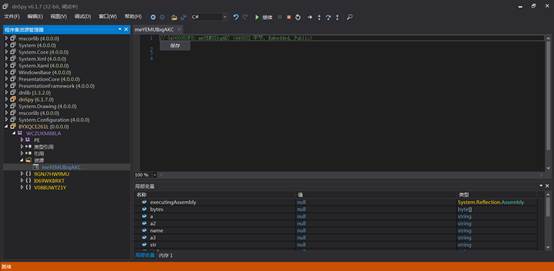 dnSpy v6.1.7 (32-bit, 调试中)
文件(F) 编辑(E) 视图(V) 调试(D) 窗口(W) 帮助(H) C# 继续
程序集资源管理器
mscorlib (4.0.0.0)
System (4.0.0.0)
System.Core (4.0.0.0)
System.Xml (4.0.0.0)
System.Xaml (4.0.0.0)
WindowsBase (4.0.0.0)
PresentationCore (4.0.0.0)
PresentationFramework (4.0.0.0)
dnlib (3.3.2.0)
dnSpy (6.1.7.0)
System.Drawing (4.0.0.0)
System.Configuration (4.0.0.0)
(0.0.0.0)
PE
类型引用
引用
资源
meYEMUBxqAKC
1
保存
2
3
4
100 %
局部变量
名称 值 类型
executingAssembly null System.Reflection.Assembly
bytes null byte[]
a null string
a2 null string
name null string
a3 null string
str null string
局部变量 内存 1
就绪